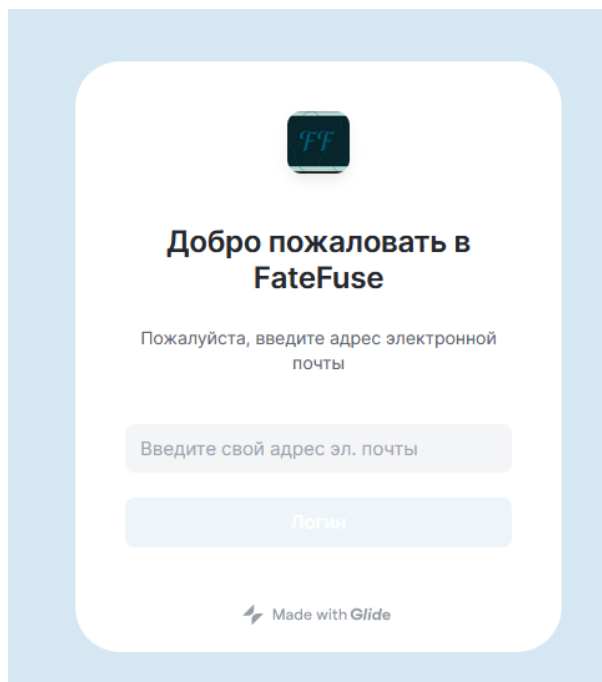 FF
Добро пожаловать в
FateFuse
Пожалуйста, введите адрес электронной
почты
Введите свой адрес эл. почты
Логин
Made with Glide